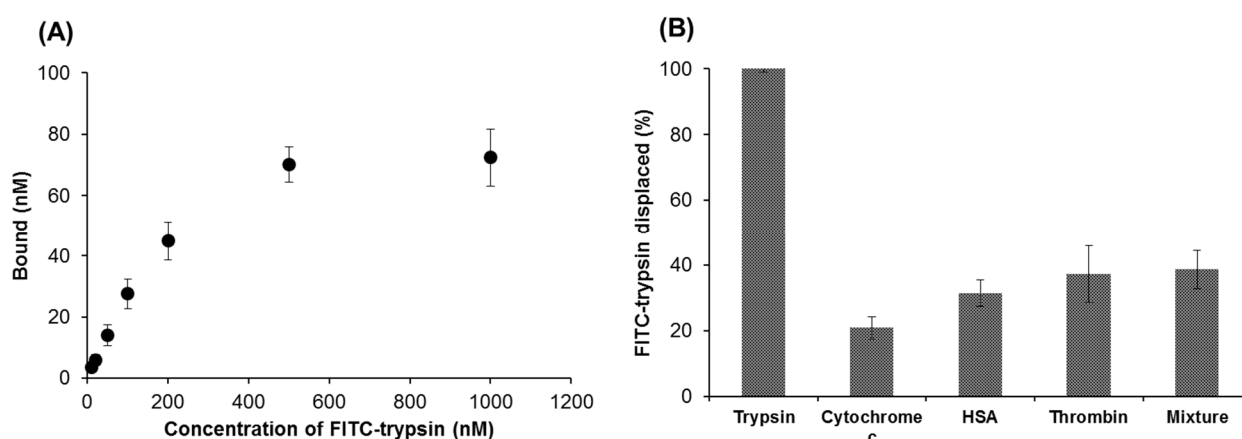 (A)
100
80
60
40
20
0
0 200 400 600 800 1000 1200
Bound (nM)
Concentration of FITC-trypsin (nM)
(B)
100
80
60
40
20
0
FITC-trypsin displaced (%)
Trypsin Cytochrome HSA Thrombin Mixture
c